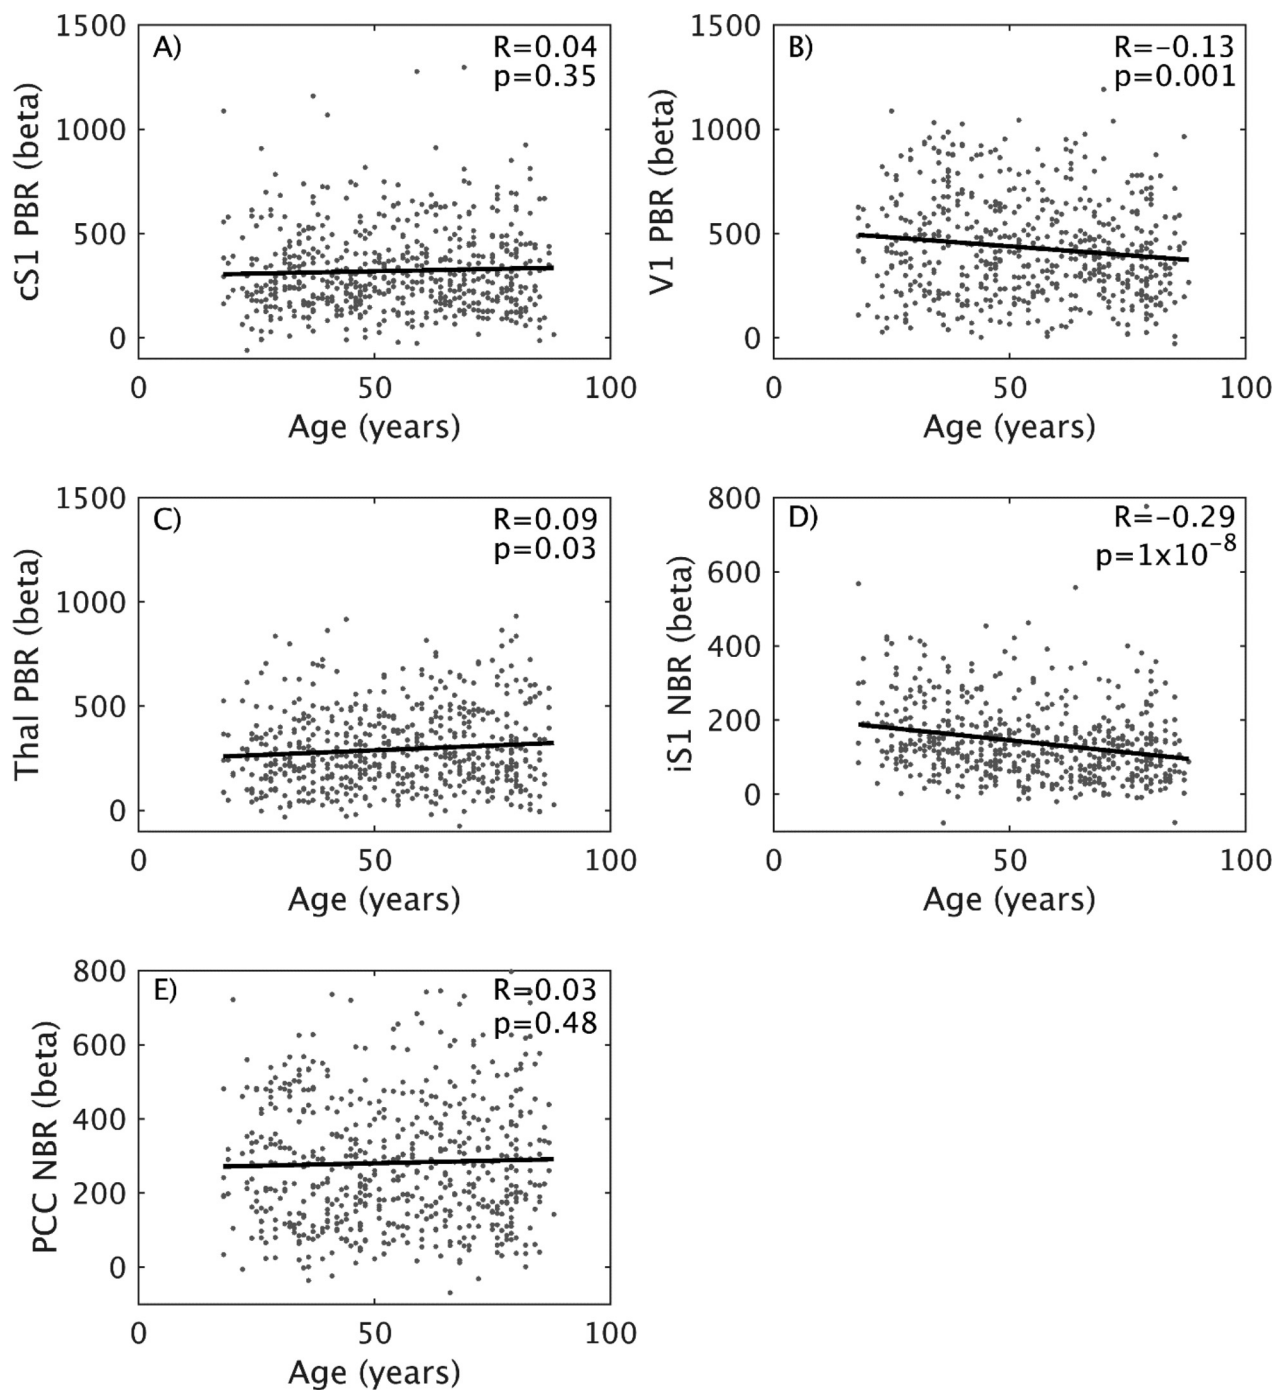 A)
R=0.04
p=0.35
1500
1000
500
0
cS1 PBR (beta)
0 50 100
Age (years)
B)
R=−0.13
p=0.001
1500
1000
500
0
V1 PBR (beta)
0 50 100
Age (years)
C)
R=0.09
p=0.03
1500
1000
500
0
Thal PBR (beta)
0 50 100
Age (years)
D)
R=−0.29
p=1x10⁻⁸
800
600
400
200
0
iS1 NBR (beta)
0 50 100
Age (years)
E)
R=0.03
p=0.48
800
600
400
200
0
PCC NBR (beta)
0 50 100
Age (years)